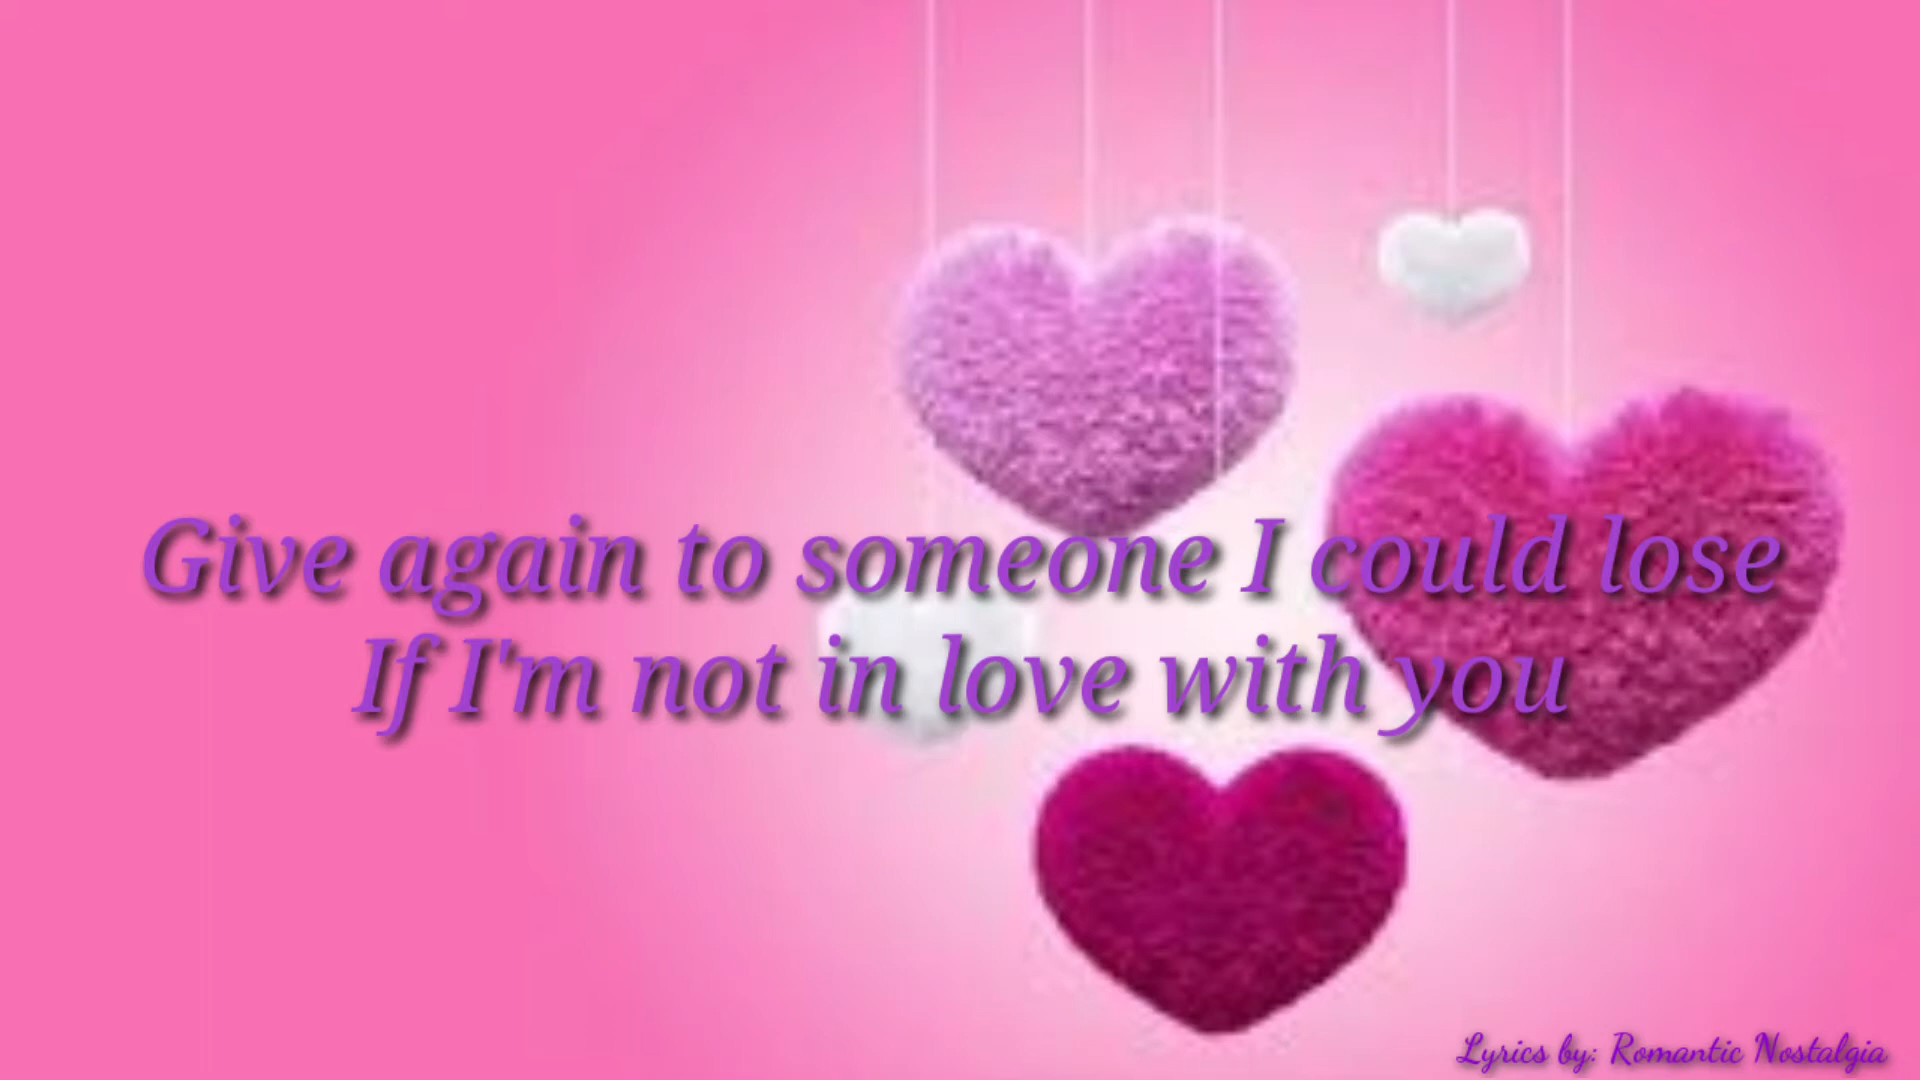 Give again to someone I could lose
If I'm not in love with you
Lyrics by: Romantic Nostalgia